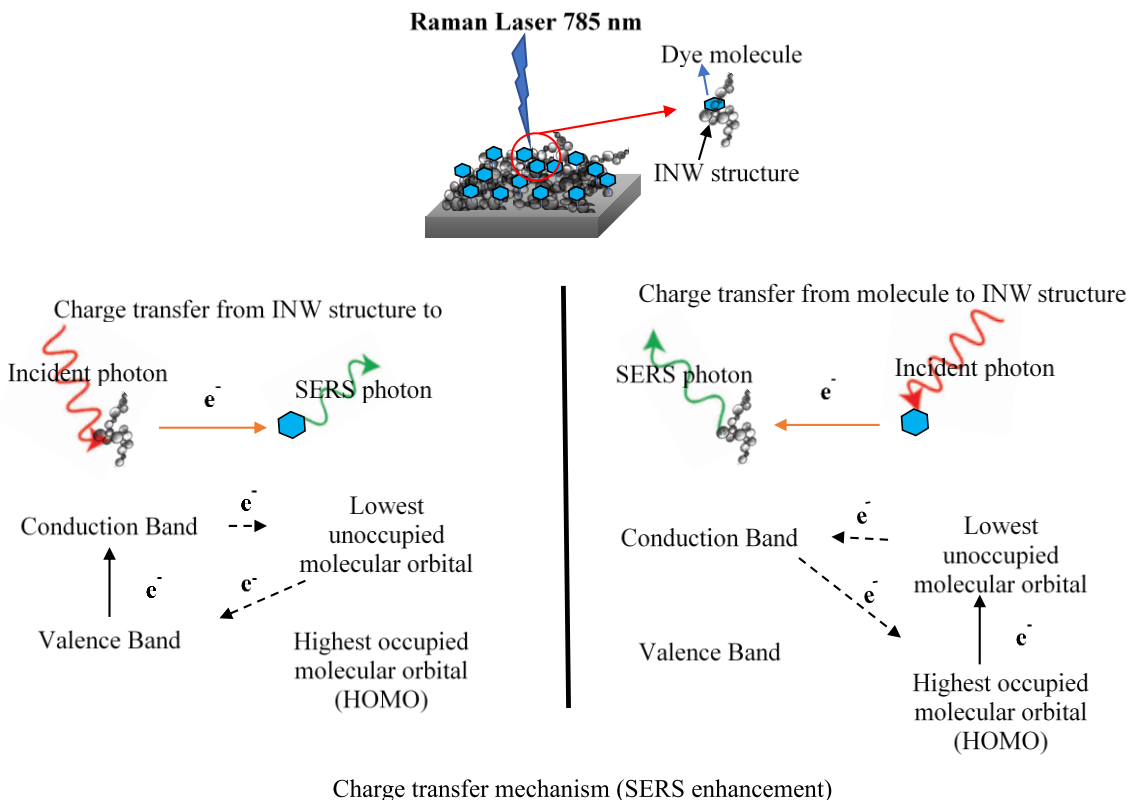 Raman Laser 785 nm
Dye molecule
INW structure
Charge transfer from INW structure to
Incident photon
SERS photon
e-
Conduction Band
e-
Lowest
unoccupied
molecular orbital
e-
e-
Valence Band
Highest occupied
molecular orbital
(HOMO)
Charge transfer from molecule to INW structure
SERS photon
Incident photon
e-
Conduction Band
e-
Lowest
unoccupied
molecular orbital
e-
e-
Valence Band
Highest occupied
molecular orbital
(HOMO)
Charge transfer mechanism (SERS enhancement)